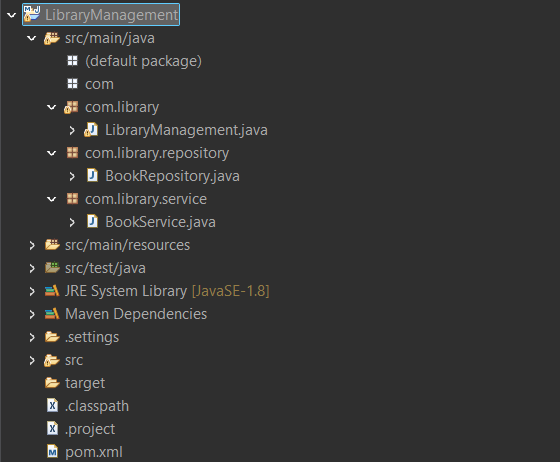 LibraryManagement
src/main/java
(default package)
com
com.library
LibraryManagement.java
com.library.repository
BookRepository.java
com.library.service
BookService.java
src/main/resources
src/test/java
JRE System Library [JavaSE-1.8]
Maven Dependencies
.settings
src
target
.classpath
.project
pom.xml